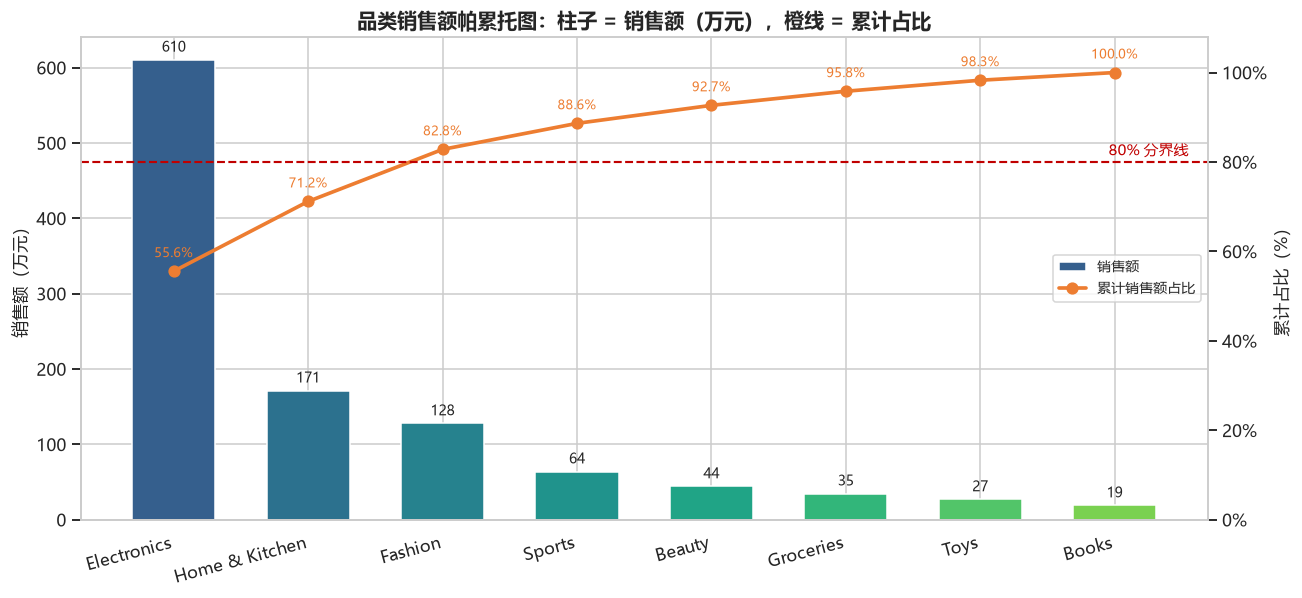 品类销售额帕累托图：柱子 = 销售额（万元），橙线 = 累计占比
销售额（万元）
600
500
400
300
200
100
0
610
171
128
64
44
35
27
19
55.6%
71.2%
82.8%
88.6%
92.7%
95.8%
98.3%
100.0%
80% 分界线
销售额
累计销售额占比
100%
80%
60%
40%
20%
0%
累计占比（%）
Electronics
Home & Kitchen
Fashion
Sports
Beauty
Groceries
Toys
Books